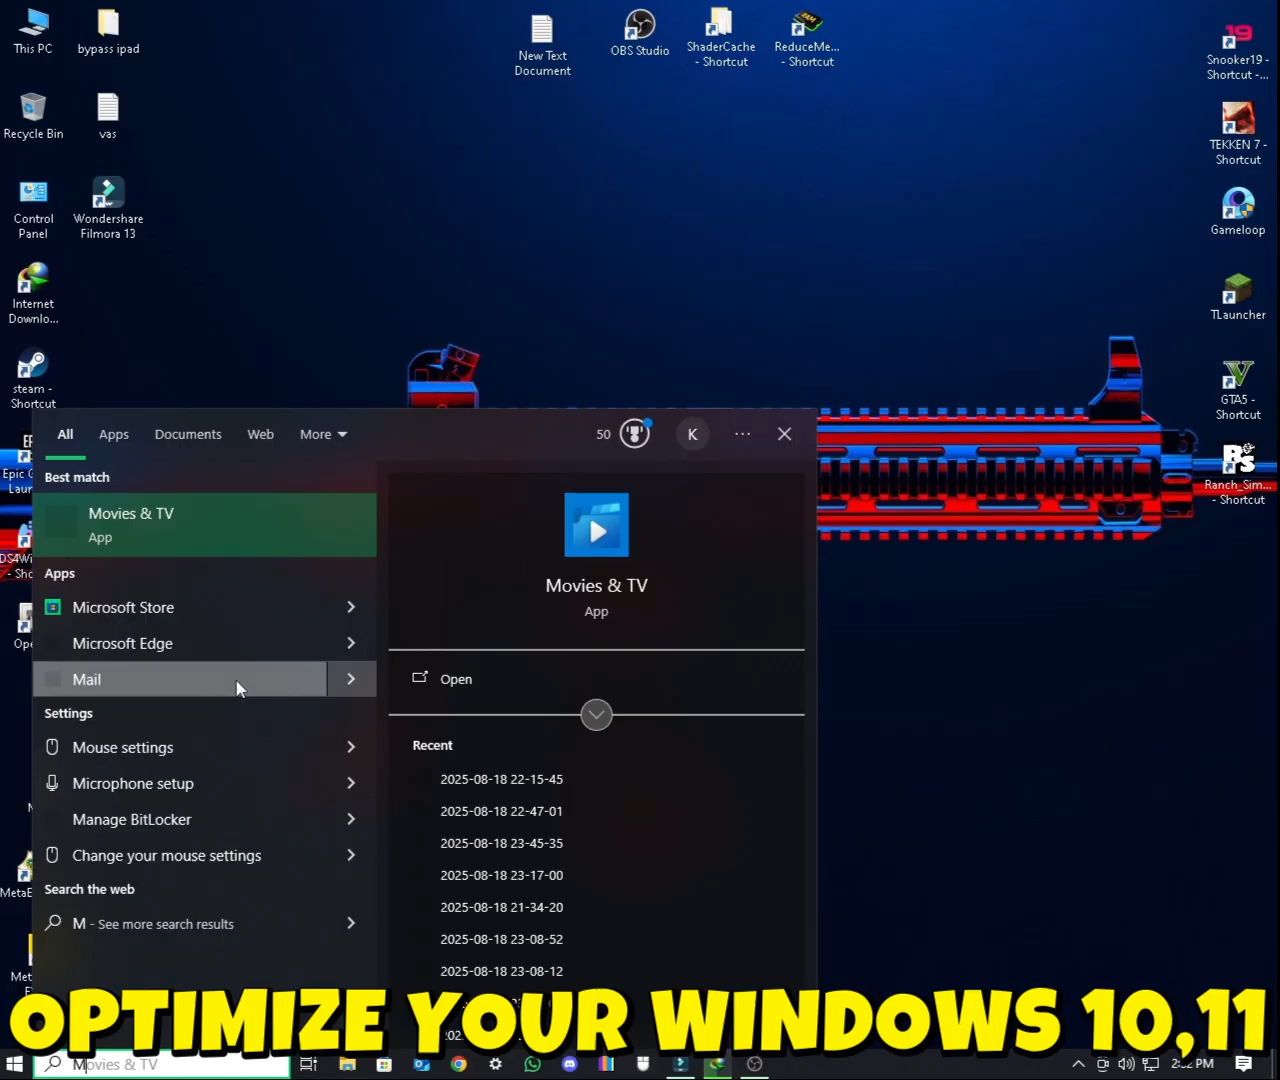 This PC
bypass ipad
New Text
Document
OBS Studio
ShaderCache
- Shortcut
ReduceMe...
- Shortcut
19
Snooker19 -
Shortcut -...
Recycle Bin
vas
TEKKEN 7 -
Shortcut
Control
Panel
Wondershare
Filmora 13
Gameloop
Internet
Downlo...
TLauncher
steam -
Shortcut
GTA5 -
Shortcut
Epic G
Laun
Ranch_Sim...
- Shortcut
DS4Wi
- Sho
Ope
MetaE
Met
All
Apps
Documents
Web
More
50
K
Best match
Movies & TV
App
Apps
Microsoft Store
Microsoft Edge
Mail
Settings
Mouse settings
Microphone setup
Manage BitLocker
Change your mouse settings
Search the web
M - See more search results
Movies & TV
App
Open
Recent
2025-08-18 22-15-45
2025-08-18 22-47-01
2025-08-18 23-45-35
2025-08-18 23-17-00
2025-08-18 21-34-20
2025-08-18 23-08-52
2025-08-18 23-08-12
OPTIMIZE YOUR WINDOWS 10,11
Movies & TV
PM